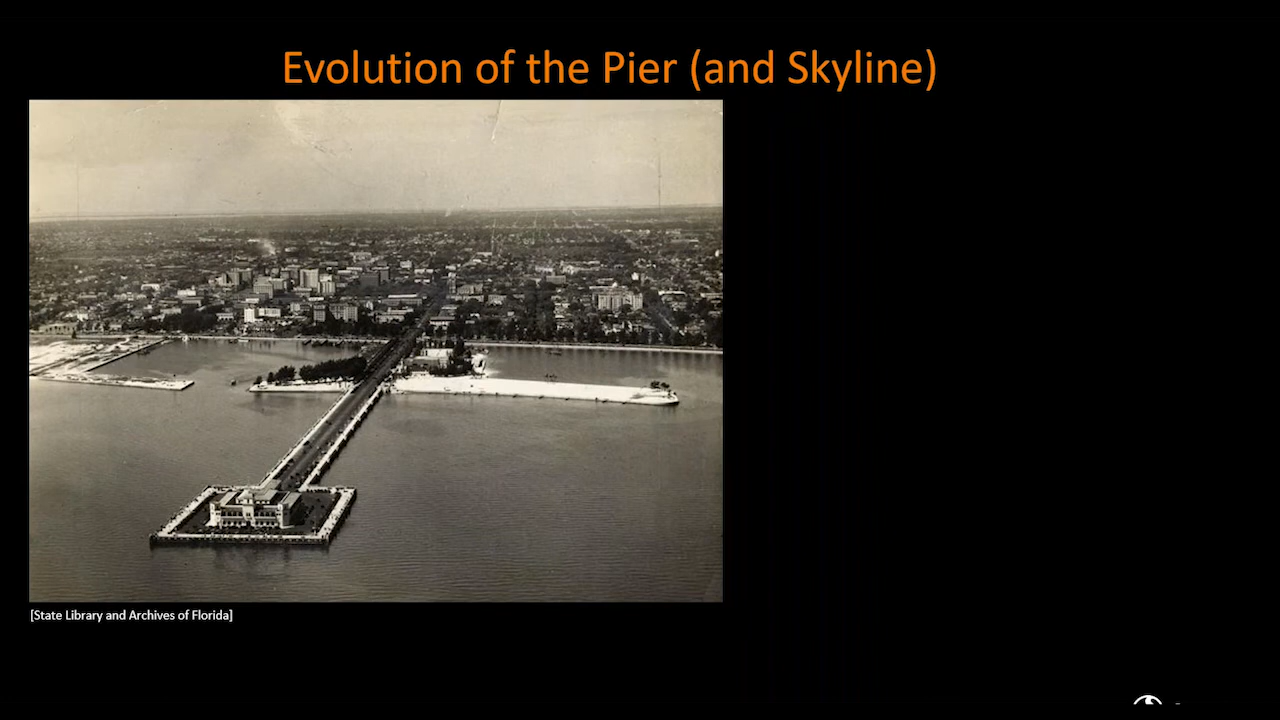 Evolution of the Pier (and Skyline)
[State Library and Archives of Florida]